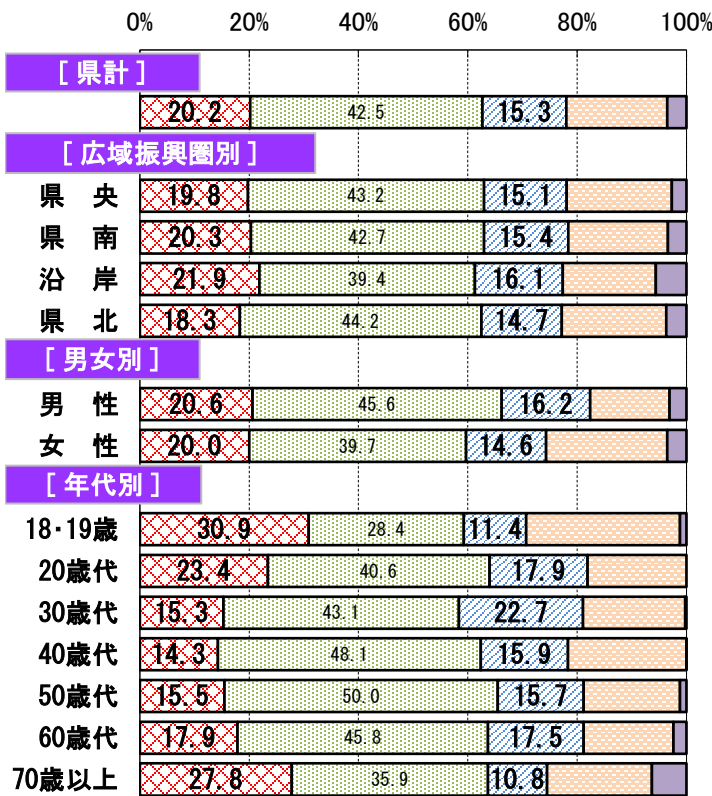 0% 20% 40% 60% 80% 100%
[ 県計 ]
20.2 42.5 15.3
[ 広域振興圏別 ]
県 央 19.8 43.2 15.1
県 南 20.3 42.7 15.4
沿 岸 21.9 39.4 16.1
県 北 18.3 44.2 14.7
[ 男女別 ]
男 性 20.6 45.6 16.2
女 性 20.0 39.7 14.6
[ 年代別 ]
18・19歳 30.9 28.4 11.4
20歳代 23.4 40.6 17.9
30歳代 15.3 43.1 22.7
40歳代 14.3 48.1 15.9
50歳代 15.5 50.0 15.7
60歳代 17.9 45.8 17.5
70歳以上 27.8 35.9 10.8